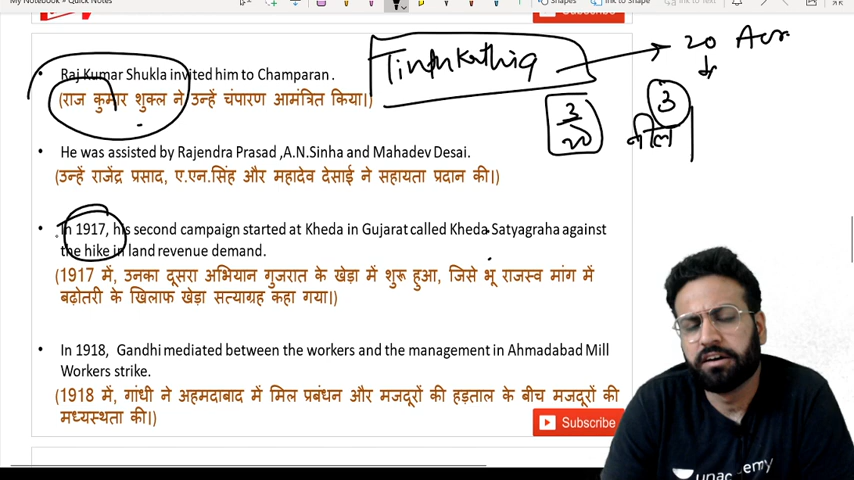 My Notebook – Quick Notes
Shapes
Ink to Shape
Ink to Text
Subscribe
Tinkathia
20
3
3/20
नील
Raj Kumar Shukla invited him to Champaran .
(राज कुमार शुक्ल ने उन्हें चंपारण आमंत्रित किया।)
He was assisted by Rajendra Prasad ,A.N.Sinha and Mahadev Desai.
(उन्हें राजेंद्र प्रसाद, ए.एन.सिंह और महादेव देसाई ने सहायता प्रदान की।)
In 1917, his second campaign started at Kheda in Gujarat called Kheda Satyagraha against
the hike in land revenue demand.
(1917 में, उनका दूसरा अभियान गुजरात के खेड़ा में शुरू हुआ, जिसे भू राजस्व मांग में
बढ़ोतरी के खिलाफ खेड़ा सत्याग्रह कहा गया।)
In 1918, Gandhi mediated between the workers and the management in Ahmadabad Mill
Workers strike.
(1918 में, गांधी ने अहमदाबाद में मिल प्रबंधन और मजदूरों की हड़ताल के बीच मजदूरों की
मध्यस्थता की।)
Subscribe
unacademy